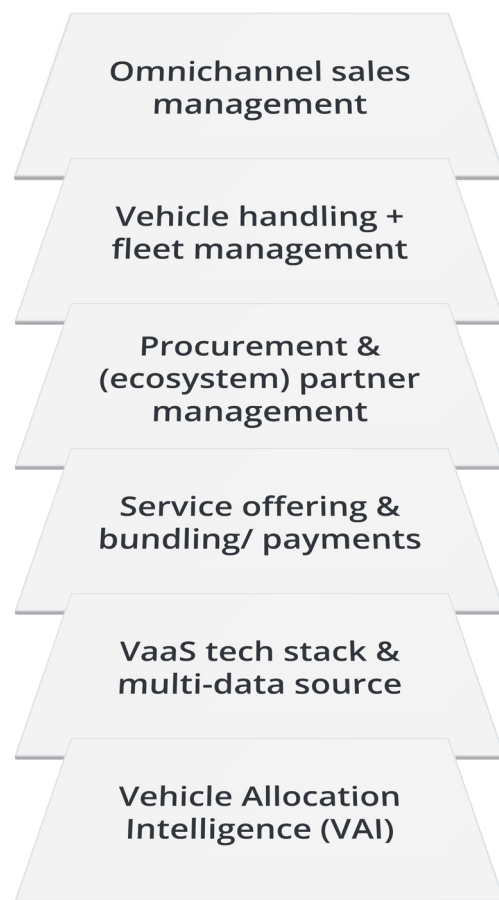 Omnichannel sales
management
Vehicle handling +
fleet management
Procurement &
(ecosystem) partner
management
Service offering &
bundling/ payments
VaaS tech stack &
multi-data source
Vehicle Allocation
Intelligence (VAI)